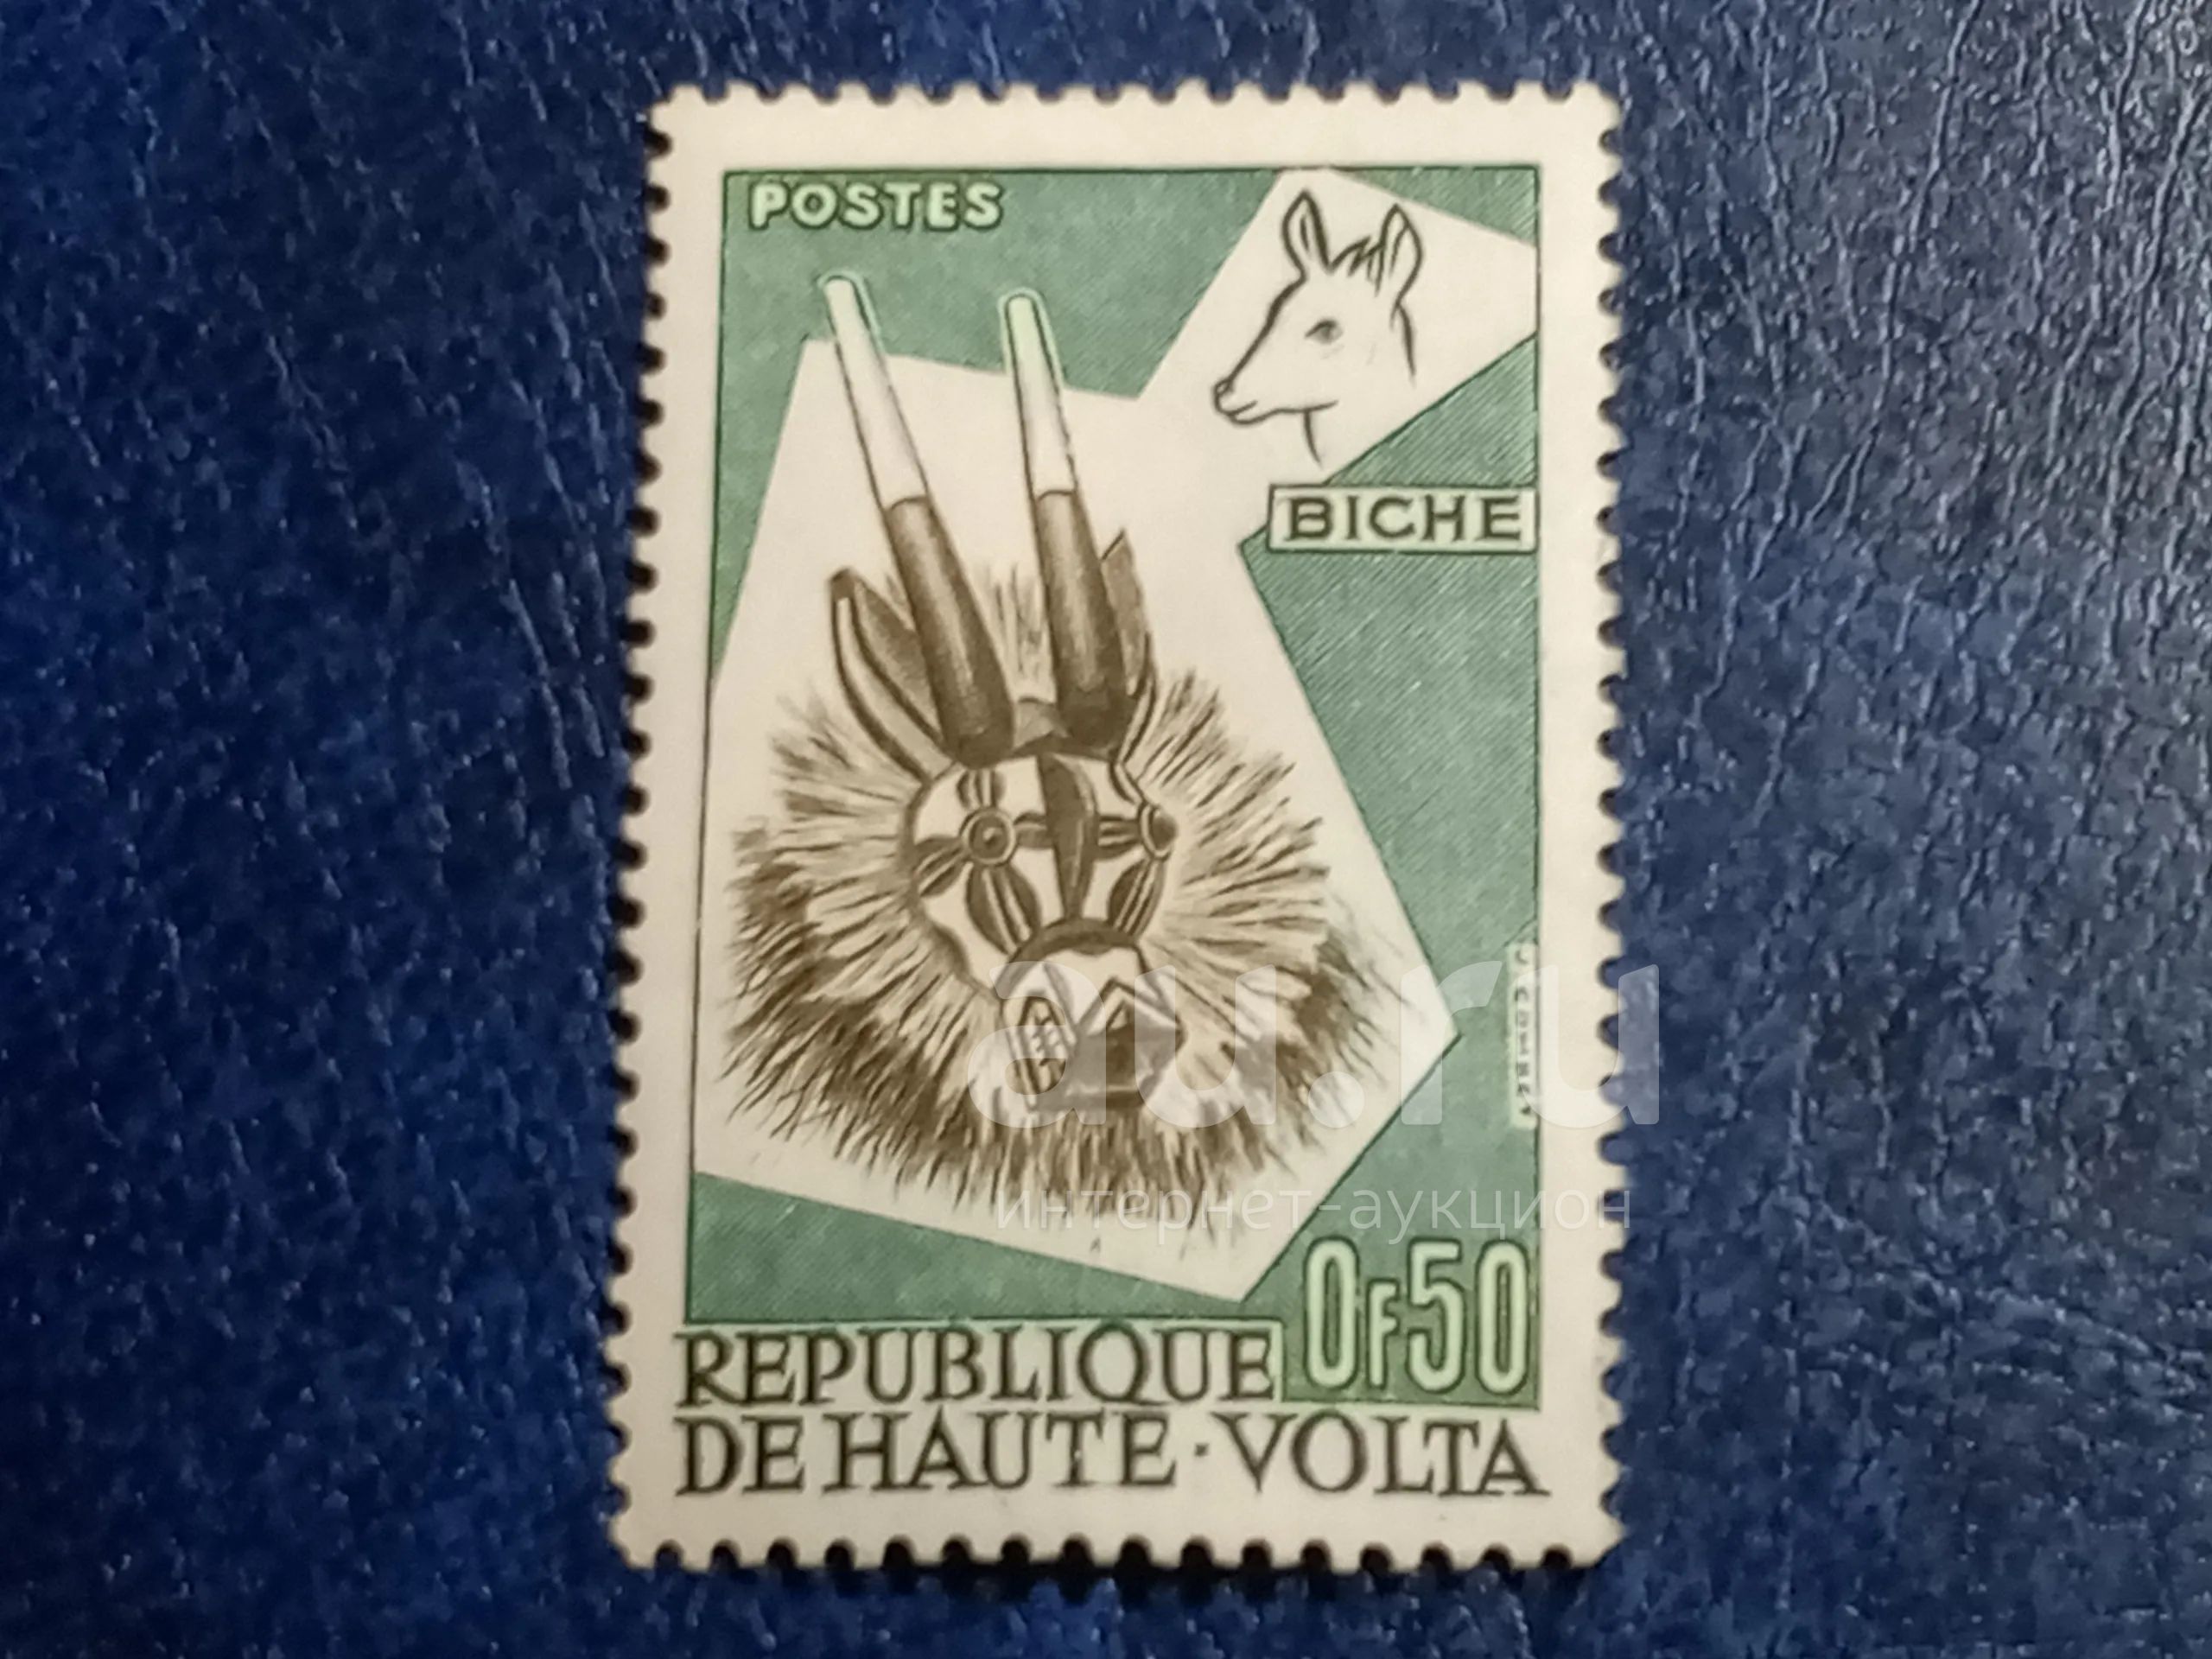 POSTES
BICHE
au.ru
интернет-аукцион
0F50
REPUBLIQUE
DE HAUTE·VOLTA